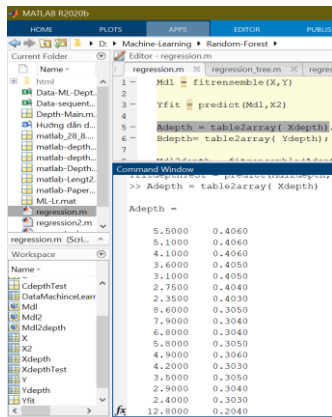 MATLAB R2020b
HOME PLOTS APPS EDITOR PUBLIS
D: Machine-Learning Random-Forest
Current Folder
Name
html
Data-ML-Dept...
Data-sequent...
Depth-Main.m
Hướng dẫn d...
matlab_28_8...
matlab-depth...
matlab-depth...
matlab-Lengt2...
matlab-Paper...
ML-Lr.mat
regression.m
regression2.m
regression.m (Scri...
Workspace
Name
CdepthTest
DataMachinceLearr
Mdl
Mdl2
Mdl2depth
X
X2
Xdepth
XdepthTest
Y
Ydepth
Yfit
Editor - regression.m
regression.m regression_tree.m regres
1 - Mdl = fitrensemble(X,Y)
2
3 - Yfit = predict(Mdl,X2)
4
5 - Adepth = table2array( Xdepth)
6 - Bdepth= table2array( Ydepth);
7
Command Window
>> Adepth = table2array( Xdepth)
Adepth =
5.5000 0.4060
5.1000 0.4060
4.1000 0.4060
3.6000 0.4050
3.1000 0.4050
2.7500 0.4040
2.3500 0.4030
8.6000 0.3050
7.9000 0.3040
6.8000 0.3040
5.8000 0.3050
4.9000 0.3060
4.2000 0.3030
3.5000 0.3050
2.9000 0.3040
2.4000 0.3030
fx 12.8000 0.2040